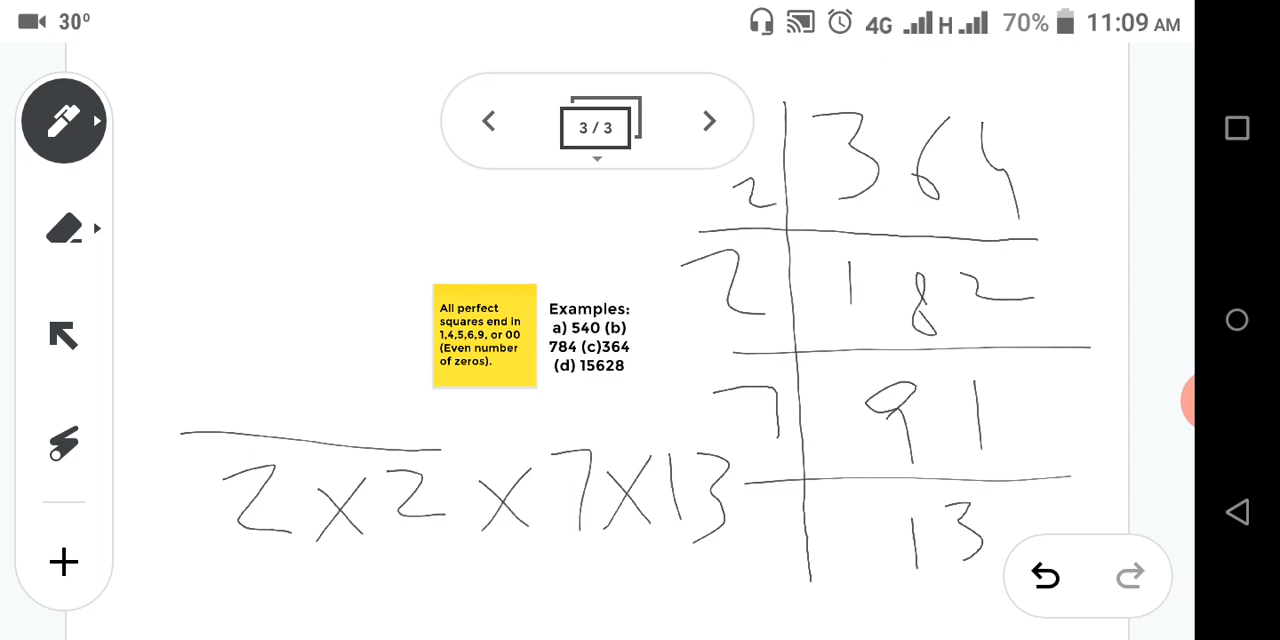 30° 4G H 70% 11:09 AM
3 / 3
2 364
2 182
7 91
13
All perfect
squares end in
1,4,5,6,9, or 00
(Even number
of zeros).
Examples:
a) 540 (b)
784 (c)364
(d) 15628
2 × 2 × 7 × 13